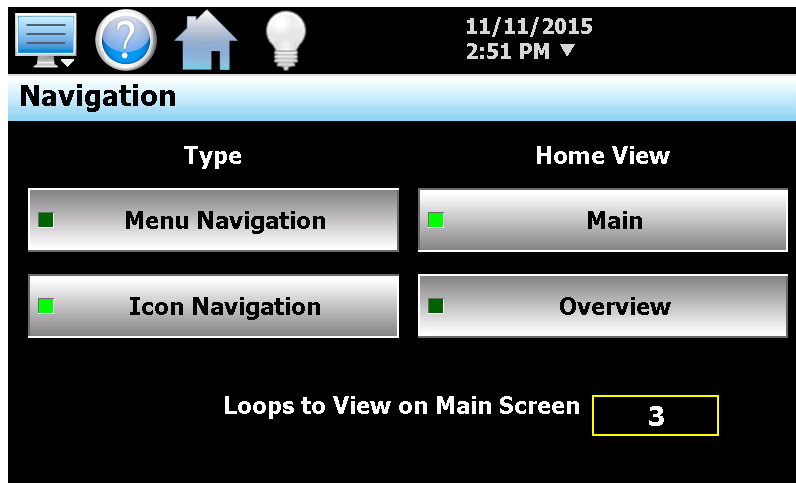 ?
11/11/2015
2:51 PM ▼
Navigation
Type
Home View
Menu Navigation
Main
Icon Navigation
Overview
Loops to View on Main Screen
3